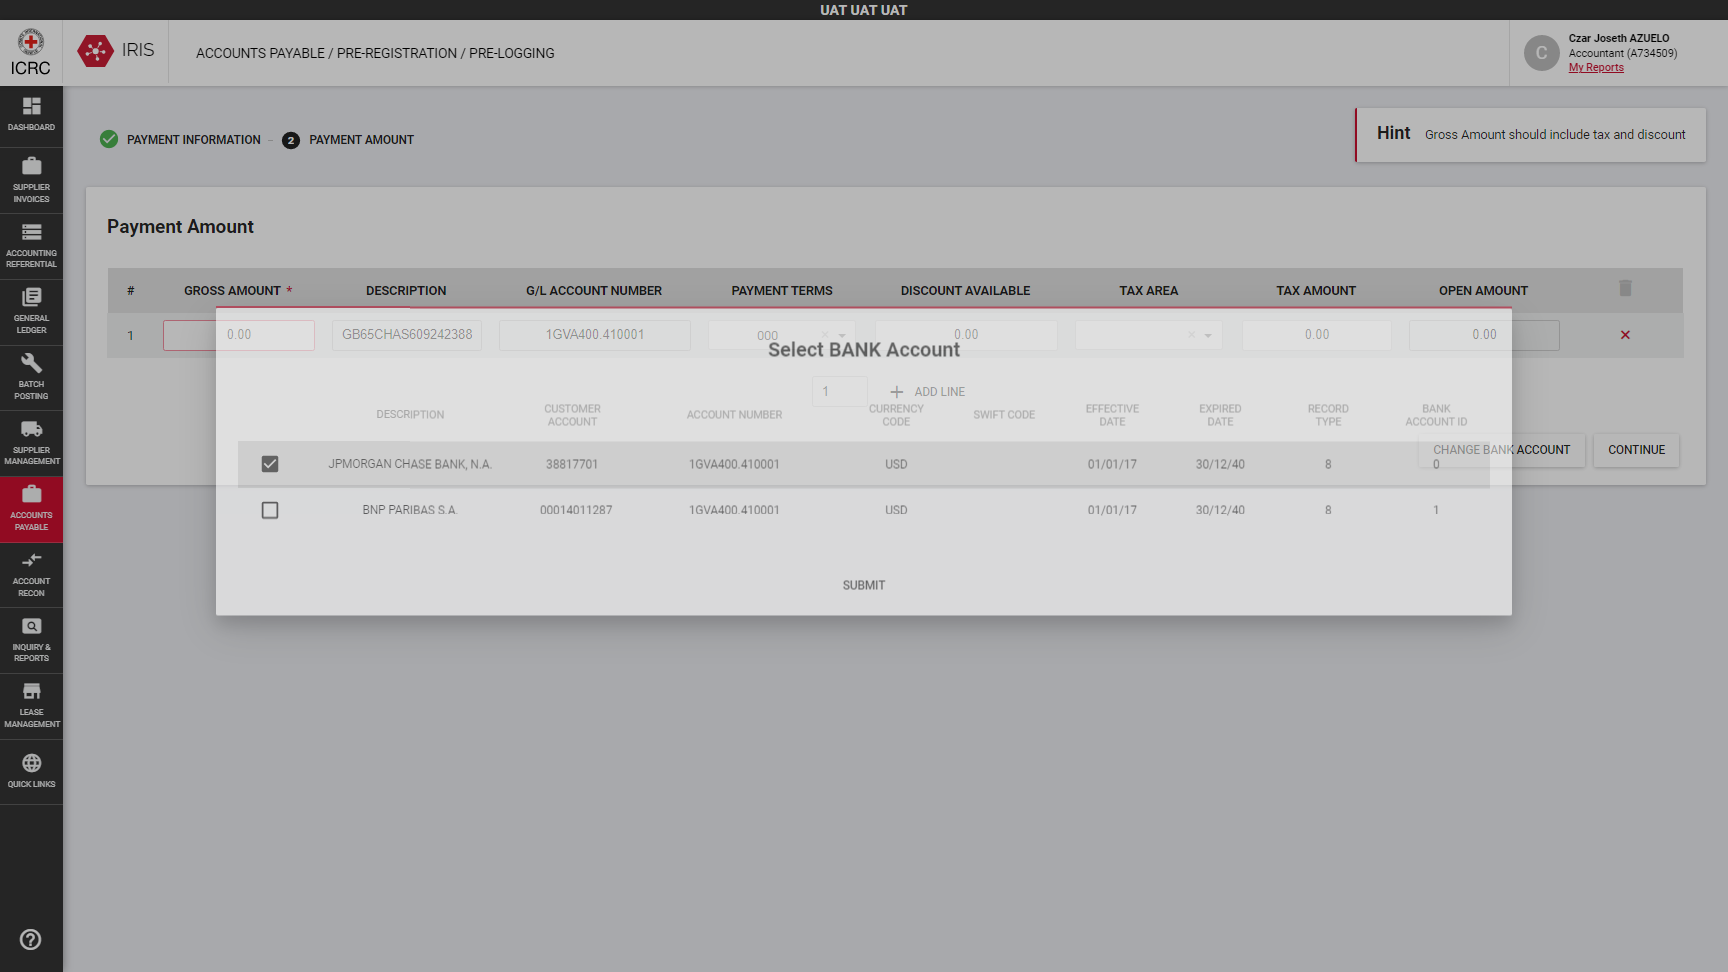 UAT UAT UAT
ICRC
IRIS
ACCOUNTS PAYABLE / PRE-REGISTRATION / PRE-LOGGING
C
Czar Joseth AZUELO
Accountant (A734509)
My Reports
DASHBOARD
SUPPLIER
INVOICES
ACCOUNTING
REFERENTIAL
GENERAL
LEDGER
BATCH
POSTING
SUPPLIER
MANAGEMENT
ACCOUNTS
PAYABLE
ACCOUNT
RECON
INQUIRY &
REPORTS
LEASE
MANAGEMENT
QUICK LINKS
PAYMENT INFORMATION - 2 PAYMENT AMOUNT
Hint Gross Amount should include tax and discount
Payment Amount
# GROSS AMOUNT * DESCRIPTION G/L ACCOUNT NUMBER PAYMENT TERMS DISCOUNT AVAILABLE TAX AREA TAX AMOUNT OPEN AMOUNT
1 0.00 GB65CHAS609242388 1GVA400.410001 000 0.00 0.00 0.00
Select BANK Account
1 ADD LINE
DESCRIPTION CUSTOMER ACCOUNT ACCOUNT NUMBER CURRENCY CODE SWIFT CODE EFFECTIVE DATE EXPIRED DATE RECORD TYPE BANK ACCOUNT ID
CHANGE BANK ACCOUNT CONTINUE
JPMORGAN CHASE BANK, N.A. 38817701 1GVA400.410001 USD 01/01/17 30/12/40 8 0
BNP PARIBAS S.A. 00014011287 1GVA400.410001 USD 01/01/17 30/12/40 8 1
SUBMIT